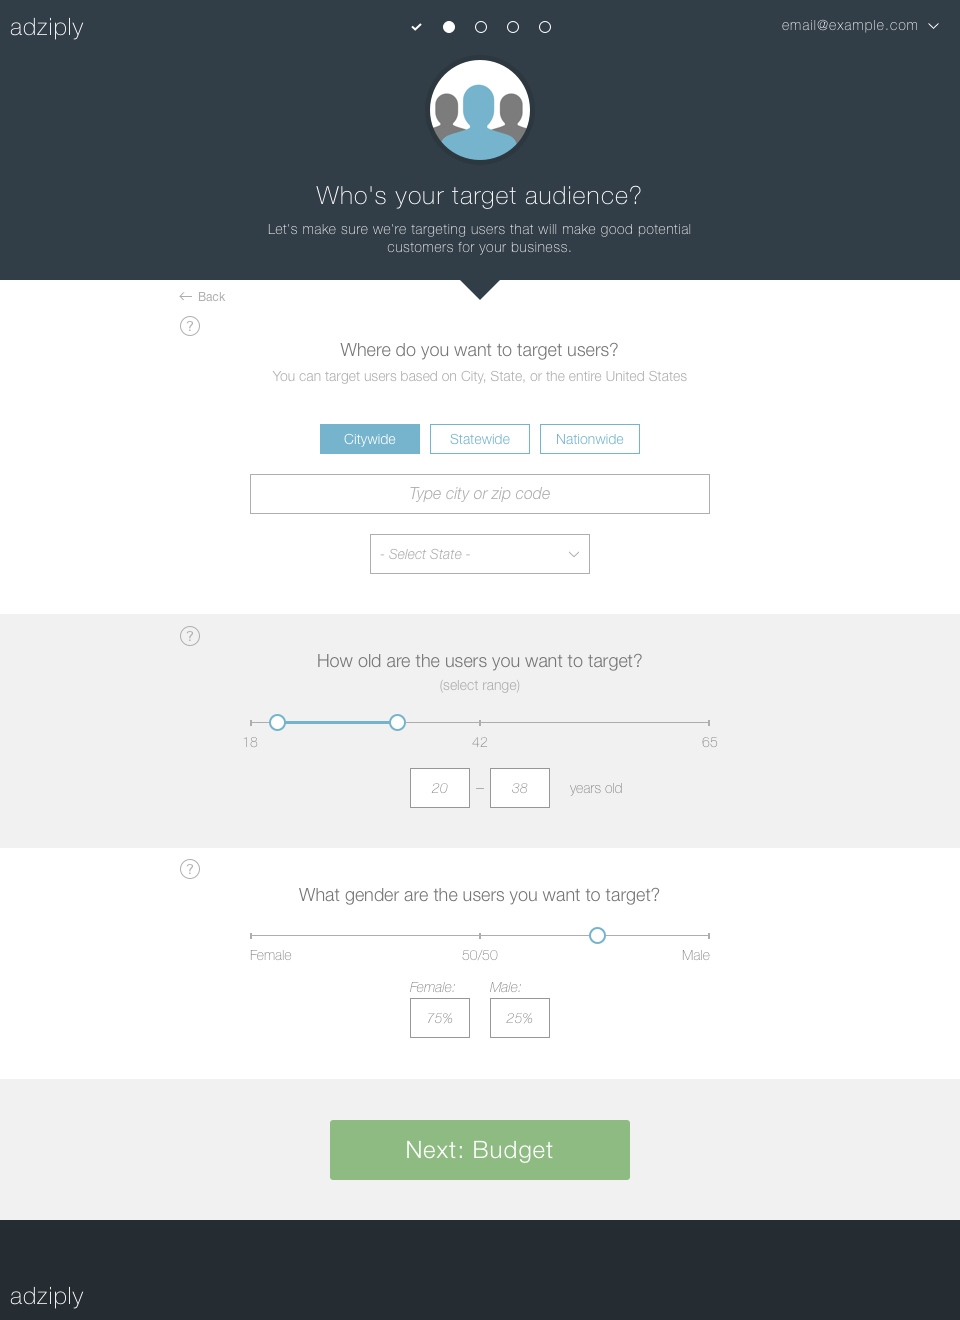 adziply
email@example.com
Who's your target audience?
Let's make sure we're targeting users that will make good potential
customers for your business.
Back
?
Where do you want to target users?
You can target users based on City, State, or the entire United States
Citywide Statewide Nationwide
Type city or zip code
- Select State -
?
How old are the users you want to target?
(select range)
18 42 65
20 – 38 years old
?
What gender are the users you want to target?
Female 50/50 Male
Female: Male:
75% 25%
Next: Budget
adziply